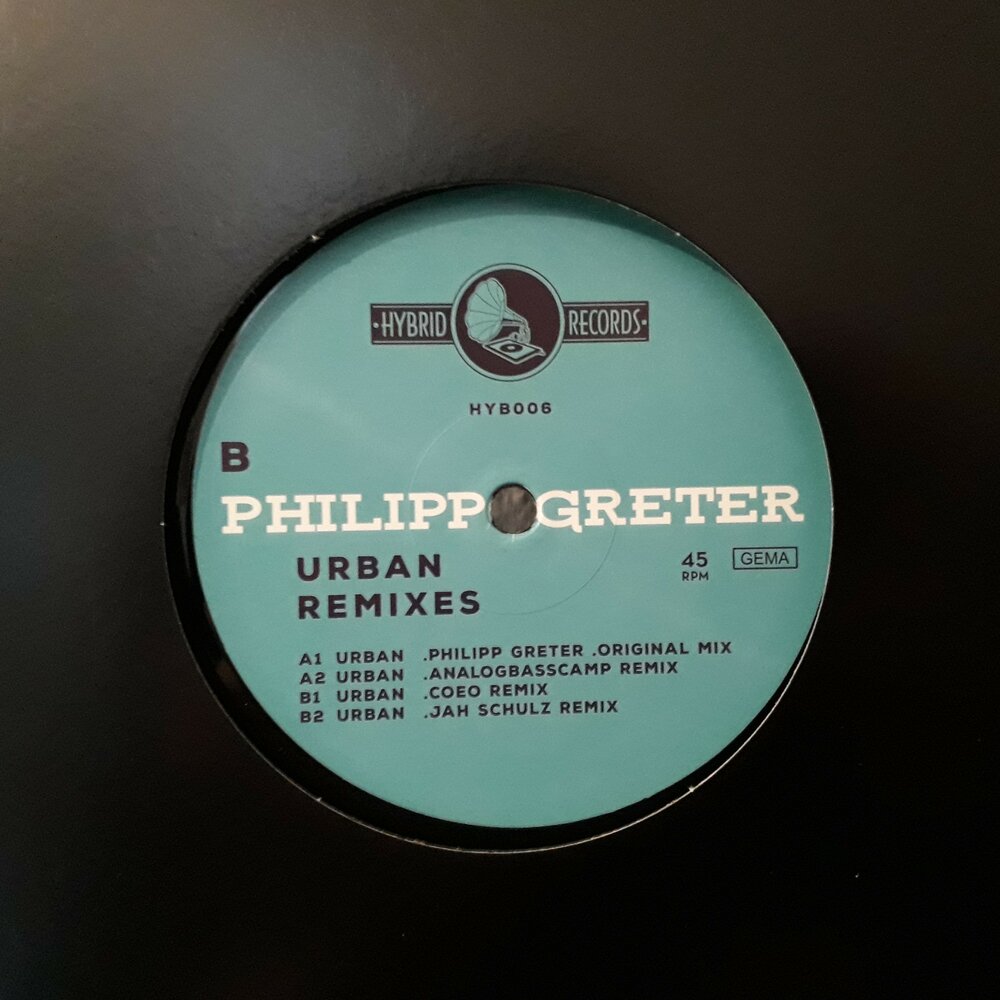 ·HYBRID RECORDS·
HYB006
B
PHILIPP GRETER
URBAN
REMIXES
45
RPM
GEMA
A1 URBAN .PHILIPP GRETER .ORIGINAL MIX
A2 URBAN .ANALOGBASSCAMP REMIX
B1 URBAN .COEO REMIX
B2 URBAN .JAH SCHULZ REMIX